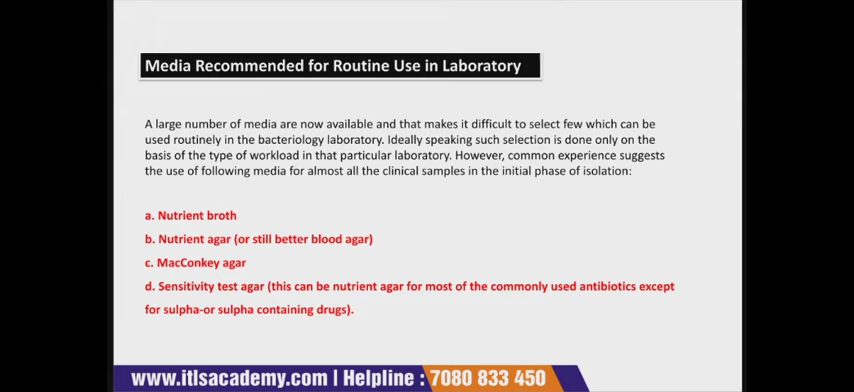 Media Recommended for Routine Use in Laboratory
A large number of media are now available and that makes it difficult to select few which can be
used routinely in the bacteriology laboratory. Ideally speaking such selection is done only on the
basis of the type of workload in that particular laboratory. However, common experience suggests
the use of following media for almost all the clinical samples in the initial phase of isolation:
a. Nutrient broth
b. Nutrient agar (or still better blood agar)
c. MacConkey agar
d. Sensitivity test agar (this can be nutrient agar for most of the commonly used antibiotics except
for sulpha-or sulpha containing drugs).
www.itlsacademy.com | Helpline : 7080 833 450